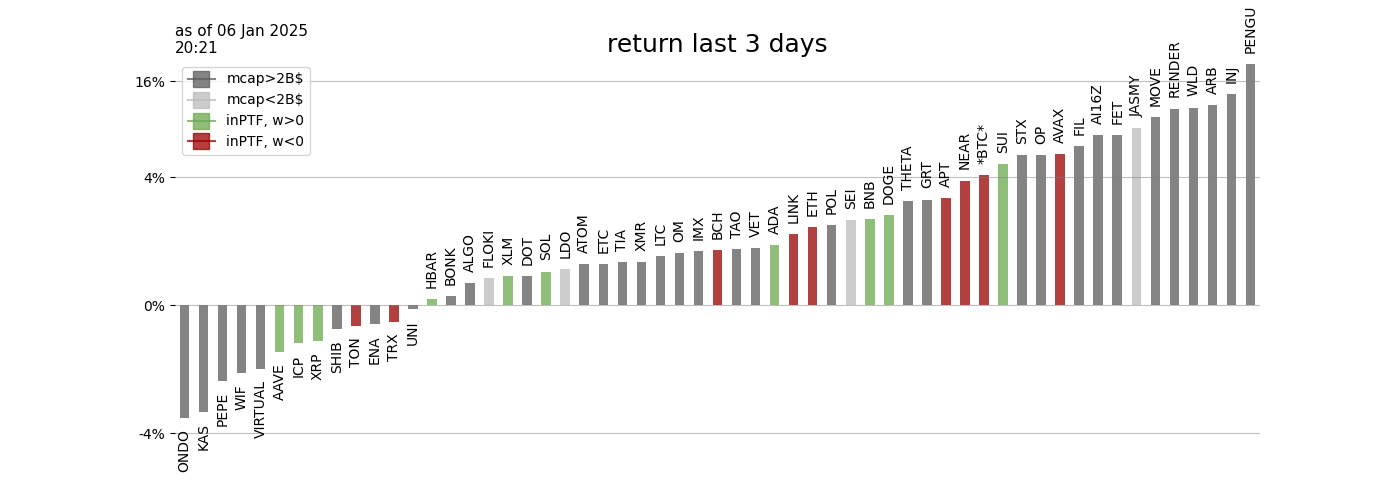 as of 06 Jan 2025
20:21
return last 3 days
mcap>2B$
mcap<2B$
inPTF, w>0
inPTF, w<0
16%
4%
0%
-4%
ONDO
KAS
PEPE
WIF
VIRTUAL
AAVE
ICP
XRP
SHIB
TON
ENA
TRX
UNI
HBAR
BONK
ALGO
FLOKI
XLM
DOT
SOL
LDO
ATOM
ETC
TIA
XMR
LTC
OM
IMX
BCH
TAO
VET
ADA
LINK
ETH
POL
SEI
BNB
DOGE
THETA
GRT
APT
NEAR
*BTC*
SUI
STX
OP
AVAX
FIL
AI16Z
FET
JASMY
MOVE
RENDER
WLD
ARB
INJ
PENGU